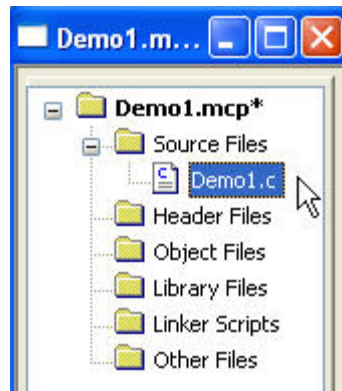 Demo1.m...
Demo1.mcp*
Source Files
Demo1.c
Header Files
Object Files
Library Files
Linker Scripts
Other Files